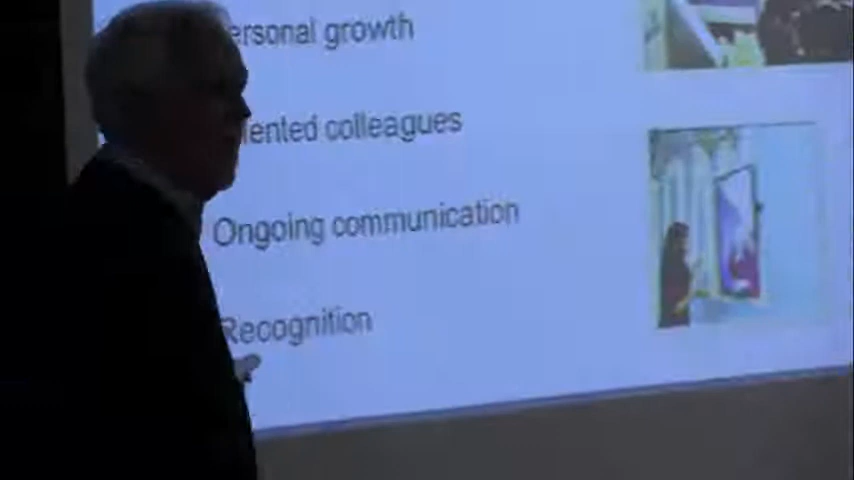 ersonal growth
lented colleagues
Ongoing communication
Recognition